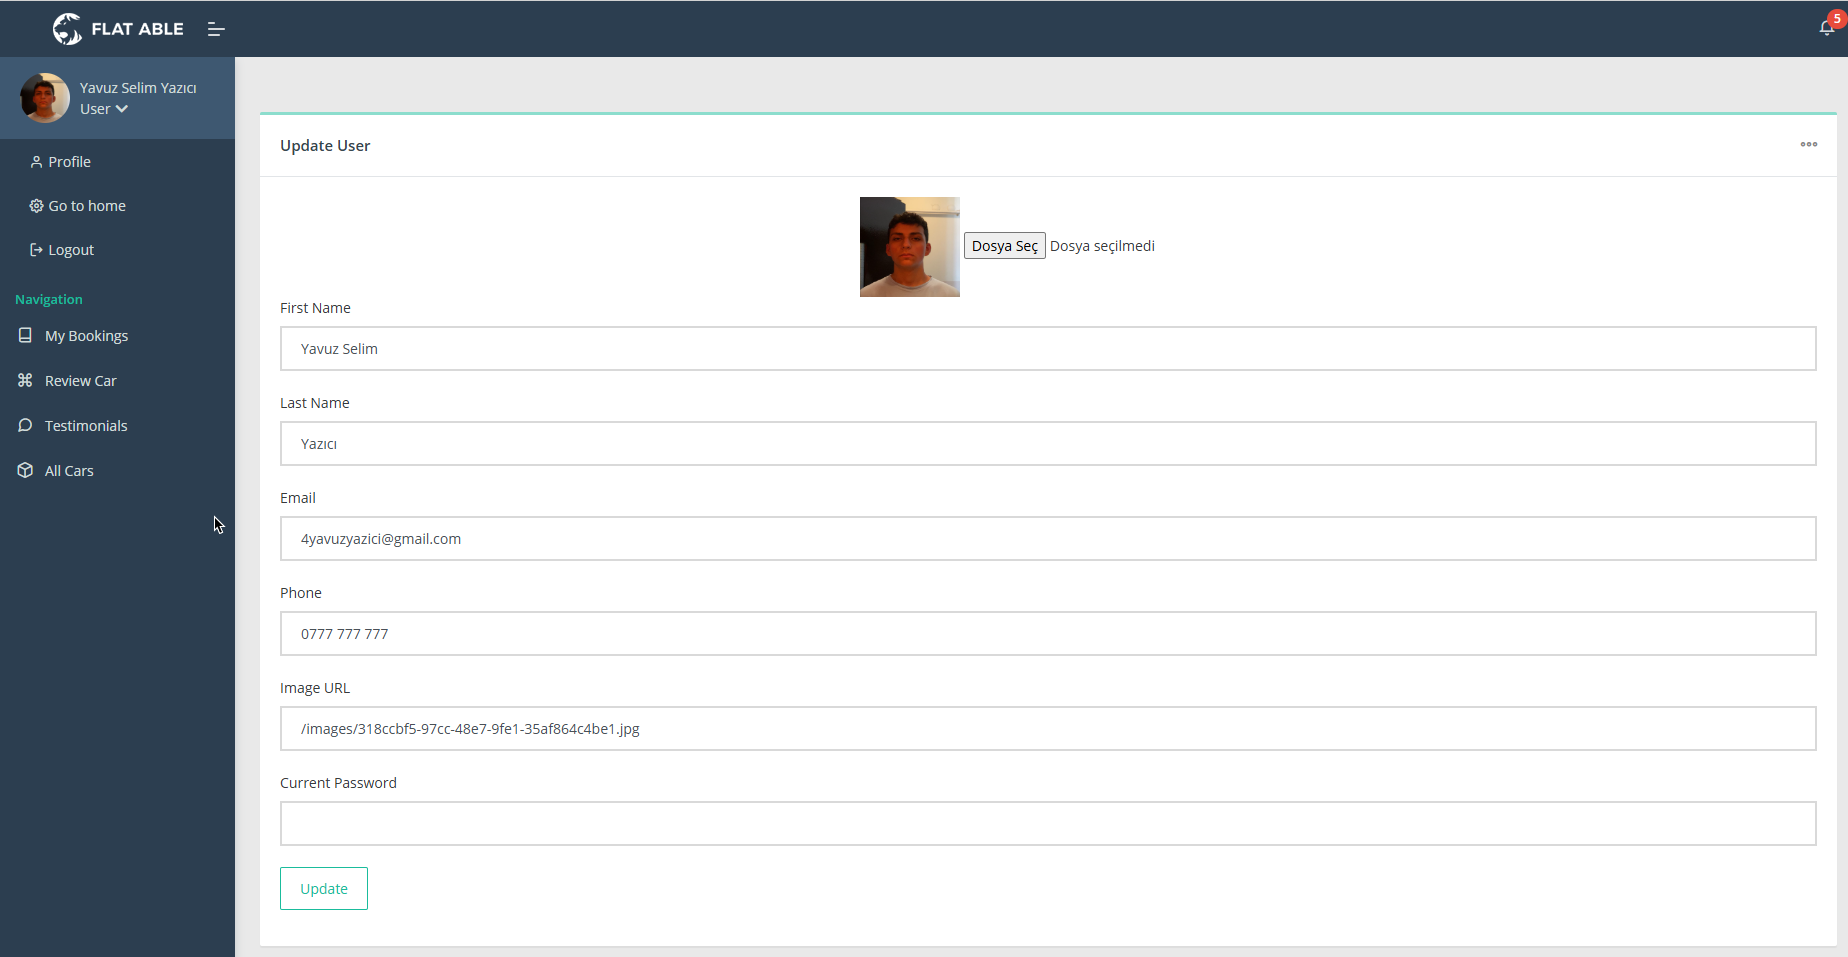 FLAT ABLE
5
Yavuz Selim Yazıcı
User
Profile
Go to home
Logout
Navigation
My Bookings
Review Car
Testimonials
All Cars
Update User
Dosya Seç Dosya seçilmedi
First Name
Yavuz Selim
Last Name
Yazıcı
Email
4yavuzyazici@gmail.com
Phone
0777 777 777
Image URL
/images/318ccbf5-97cc-48e7-9fe1-35af864c4be1.jpg
Current Password
Update